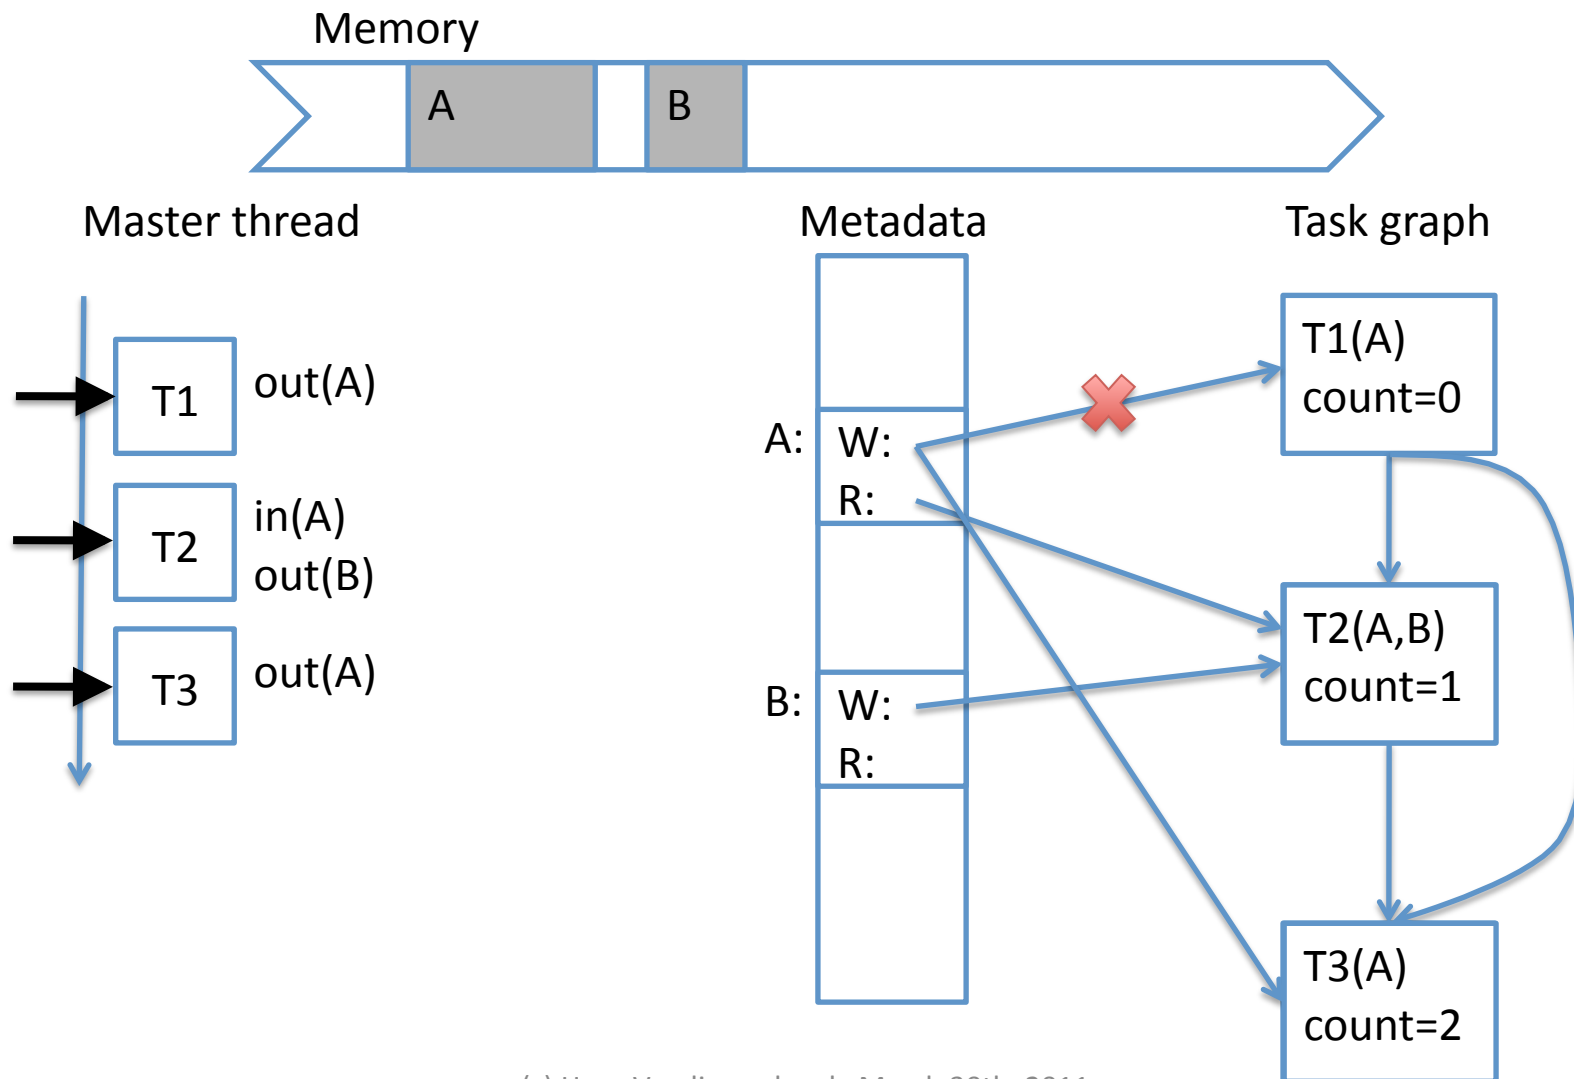 Memory
A
B
Master thread
Metadata
Task graph
T1
out(A)
T2
in(A)
out(B)
T3
out(A)
A:
W:
R:
B:
W:
R:
T1(A)
count=0
T2(A,B)
count=1
T3(A)
count=2